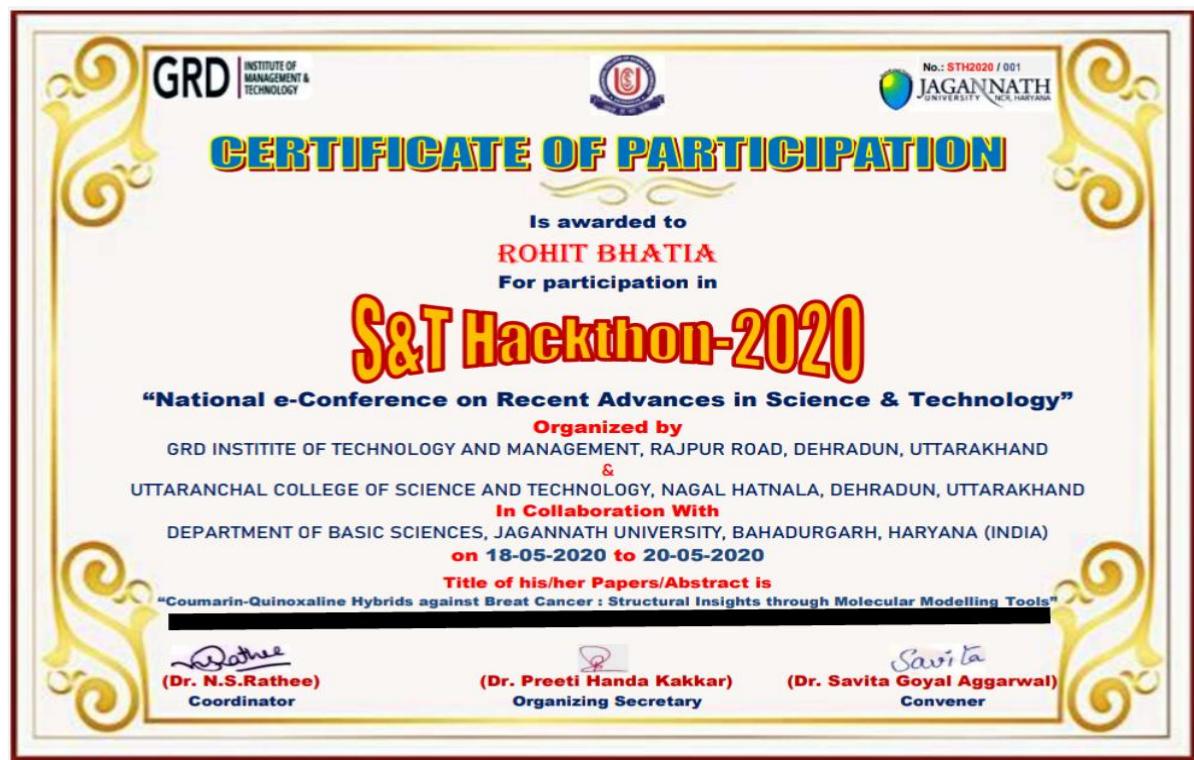 GRD INSTITUTE OF
MANAGEMENT &
TECHNOLOGY
No.: STH2020 / 001
JAGANNATH
UNIVERSITY NCR, HARYANA
CERTIFICATE OF PARTICIPATION
Is awarded to
ROHIT BHATIA
For participation in
S&T Hackthon-2020
“National e-Conference on Recent Advances in Science & Technology”
Organized by
GRD INSTITITE OF TECHNOLOGY AND MANAGEMENT, RAJPUR ROAD, DEHRADUN, UTTARAKHAND
&
UTTARANCHAL COLLEGE OF SCIENCE AND TECHNOLOGY, NAGAL HATNALA, DEHRADUN, UTTARAKHAND
In Collaboration With
DEPARTMENT OF BASIC SCIENCES, JAGANNATH UNIVERSITY, BAHADURGARH, HARYANA (INDIA)
on 18-05-2020 to 20-05-2020
Title of his/her Papers/Abstract is
“Coumarin-Quinoxaline Hybrids against Breat Cancer : Structural Insights through Molecular Modelling Tools”
Rathee
Savita
(Dr. N.S.Rathee) (Dr. Preeti Handa Kakkar) (Dr. Savita Goyal Aggarwal)
Coordinator Organizing Secretary Convener